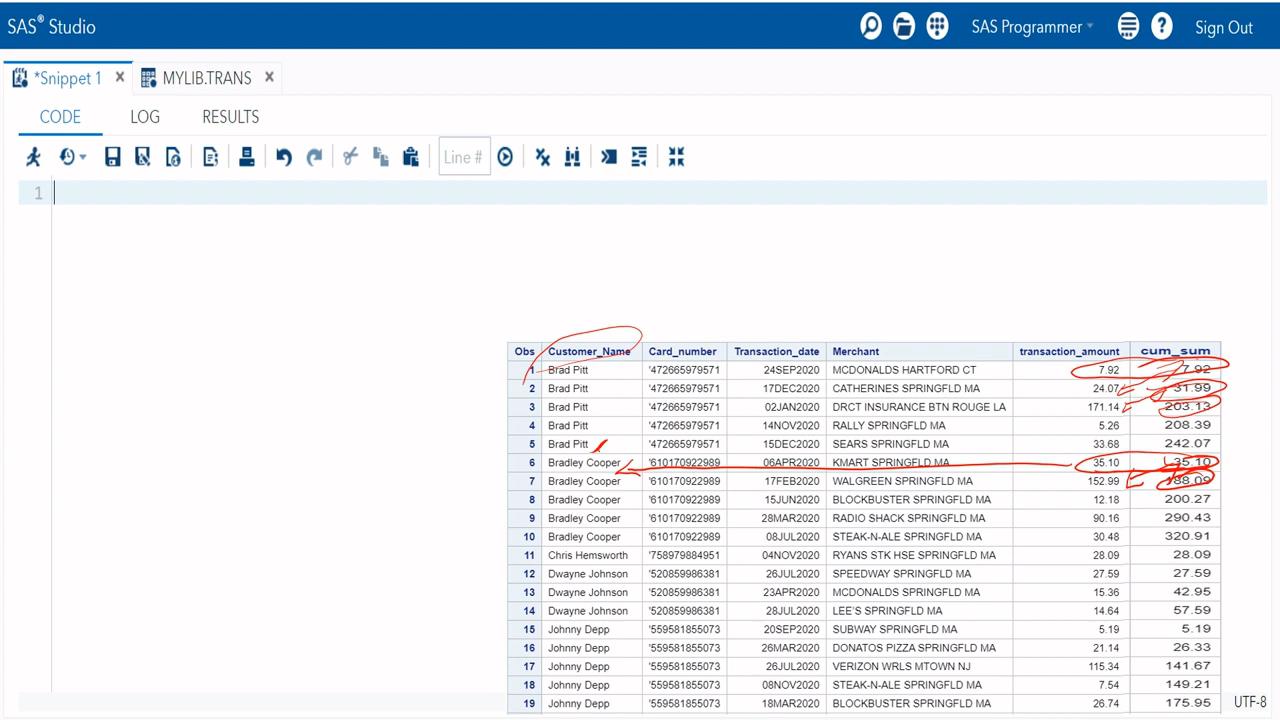 SAS® Studio
SAS Programmer
Sign Out
*Snippet 1
MYLIB.TRANS
CODE LOG RESULTS
Line #
1
Obs Customer_Name Card_number Transaction_date Merchant transaction_amount cum_sum
1 Brad Pitt '472665979571 24SEP2020 MCDONALDS HARTFORD CT 7.92 7.92
2 Brad Pitt '472665979571 17DEC2020 CATHERINES SPRINGFLD MA 24.07 31.99
3 Brad Pitt '472665979571 02JAN2020 DRCT INSURANCE BTN ROUGE LA 171.14 203.13
4 Brad Pitt '472665979571 14NOV2020 RALLY SPRINGFLD MA 5.26 208.39
5 Brad Pitt '472665979571 15DEC2020 SEARS SPRINGFLD MA 33.68 242.07
6 Bradley Cooper '610170922989 06APR2020 KMART SPRINGFLD MA 35.10 35.10
7 Bradley Cooper '610170922989 17FEB2020 WALGREEN SPRINGFLD MA 152.99 188.09
8 Bradley Cooper '610170922989 15JUN2020 BLOCKBUSTER SPRINGFLD MA 12.18 200.27
9 Bradley Cooper '610170922989 28MAR2020 RADIO SHACK SPRINGFLD MA 90.16 290.43
10 Bradley Cooper '610170922989 08JUL2020 STEAK-N-ALE SPRINGFLD MA 30.48 320.91
11 Chris Hemsworth '758978984951 04NOV2020 RYANS STK HSE SPRINGFLD MA 28.09 28.09
12 Dwayne Johnson '520859986381 26JUL2020 SPEEDWAY SPRINGFLD MA 27.59 27.59
13 Dwayne Johnson '520859986381 23APR2020 MCDONALDS SPRINGFLD MA 15.36 42.95
14 Dwayne Johnson '520859986381 28JUL2020 LEE'S SPRINGFLD MA 14.64 57.59
15 Johnny Depp '559581855073 20SEP2020 SUBWAY SPRINGFLD MA 5.19 5.19
16 Johnny Depp '559581855073 26MAR2020 DONATOS PIZZA SPRINGFLD MA 21.14 26.33
17 Johnny Depp '559581855073 26JUL2020 VERIZON WRLS MTOWN NJ 115.34 141.67
18 Johnny Depp '559581855073 08NOV2020 STEAK-N-ALE SPRINGFLD MA 7.54 149.21
19 Johnny Depp '559581855073 18MAR2020 BLOCKBUSTER SPRINGFLD MA 26.74 175.95
UTF-8